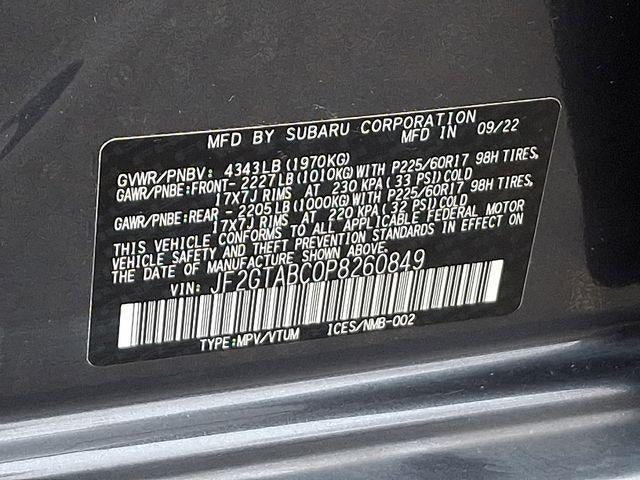 MFD BY SUBARU CORPORATION
MFD IN 09/22
GVWR/PNBV: 4343LB(1970KG)
GAWR/PNBE:FRONT-2227LB(1010KG)WITH P225/60R17 98H TIRES,
17X7J RIMS AT 230 KPA(33 PSI)COLD
GAWR/PNBE:REAR -2205LB(1000KG)WITH P225/60R17 98H TIRES,
17X7J RIMS AT 220 KPA(32 PSI)COLD
THIS VEHICLE CONFORMS TO ALL APPLICABLE FEDERAL MOTOR
VEHICLE SAFETY AND THEFT PREVENTION STANDARDS IN EFFECT ON
THE DATE OF MANUFACTURE SHOWN ABOVE.
VIN: JF2GTABC0P8260849
TYPE:MPV/VTUM ICES/NMB-002